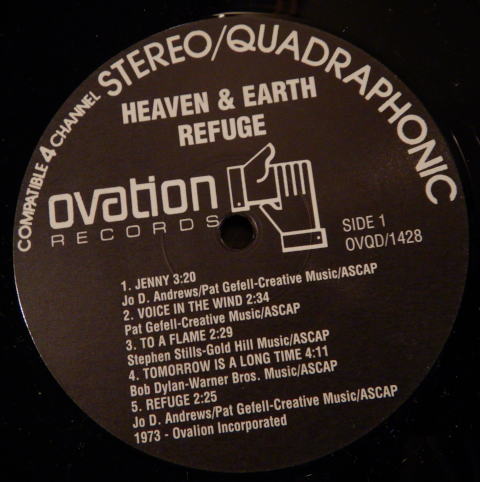 COMPATIBLE 4 CHANNEL STEREO/QUADRAPHONIC
HEAVEN & EARTH
REFUGE
ovation
RECORDS
SIDE 1
OVQD/1428
1. JENNY 3:20
Jo D. Andrews/Pat Gefell-Creative Music/ASCAP
2. VOICE IN THE WIND 2:34
Pat Gefell-Creative Music/ASCAP
3. TO A FLAME 2:29
Stephen Stills-Gold Hill Music/ASCAP
4. TOMORROW IS A LONG TIME 4:11
Bob Dylan-Warner Bros. Music/ASCAP
5. REFUGE 2:25
Jo D. Andrews/Pat Gefell-Creative Music/ASCAP
1973 - Ovalion Incorporated